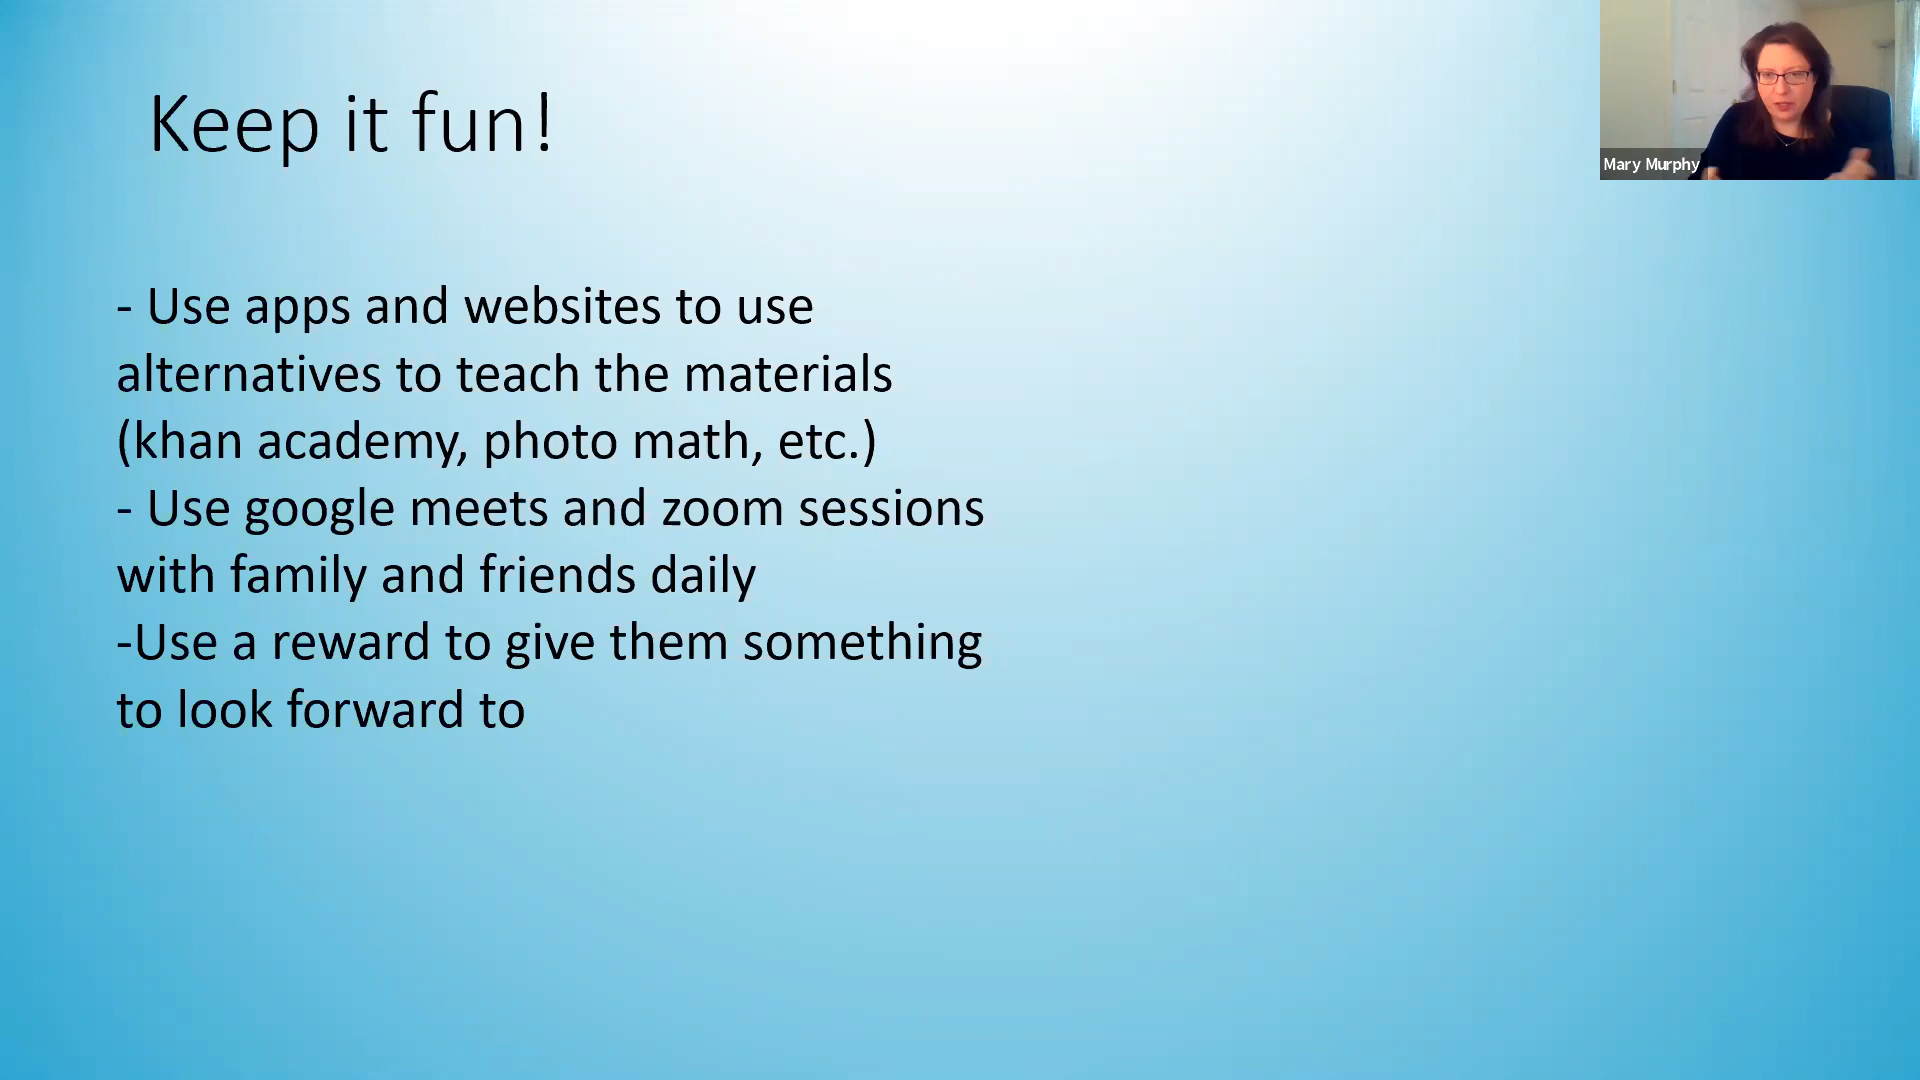 Keep it fun!
Mary Murphy
- Use apps and websites to use
alternatives to teach the materials
(khan academy, photo math, etc.)
- Use google meets and zoom sessions
with family and friends daily
-Use a reward to give them something
to look forward to